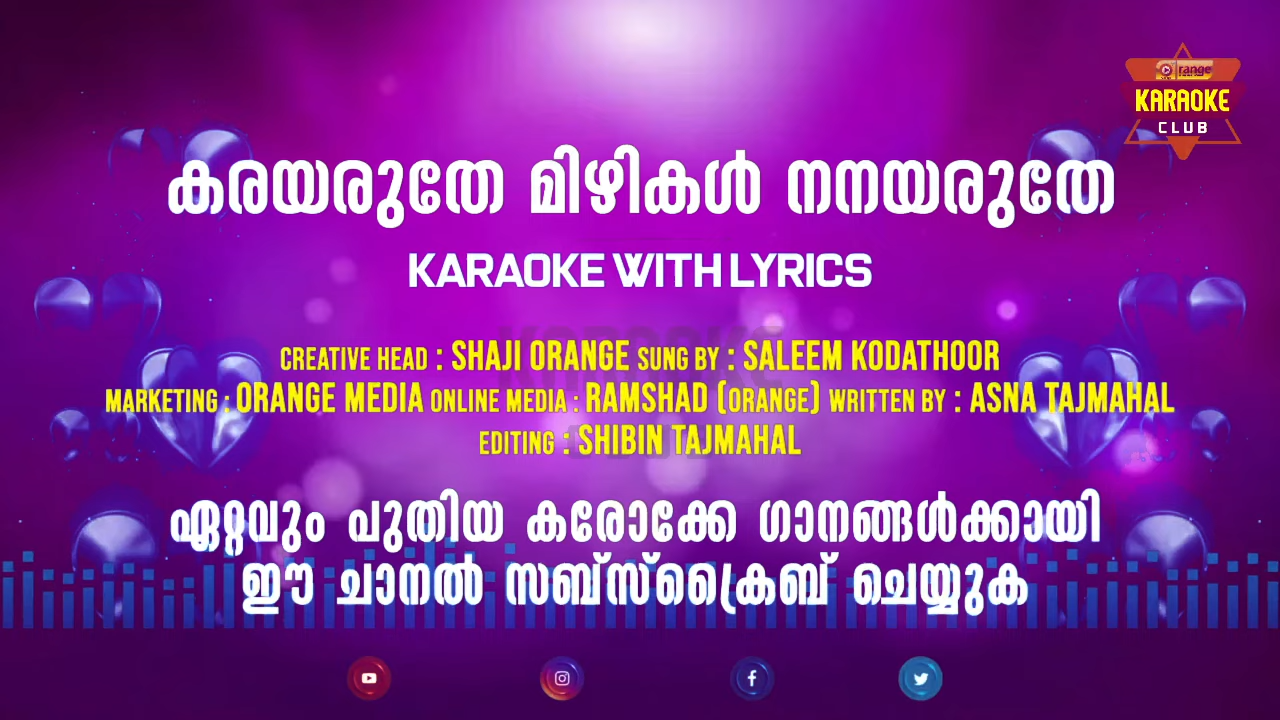 range
KARAOKE
CLUB
കരയരുതേ മിഴികൾ നനയരുതേ
KARAOKE WITH LYRICS
CREATIVE HEAD : SHAJI ORANGE SUNG BY : SALEEM KODATHOOR
MARKETING : ORANGE MEDIA ONLINE MEDIA : RAMSHAD (ORANGE) WRITTEN BY : ASNA TAJMAHAL
EDITING : SHIBIN TAJMAHAL
ഏറ്റവും പുതിയ കരോക്കേ ഗാനങ്ങൾക്കായി
ഈ ചാനൽ സബ്സ്ക്രൈബ് ചെയ്യുക